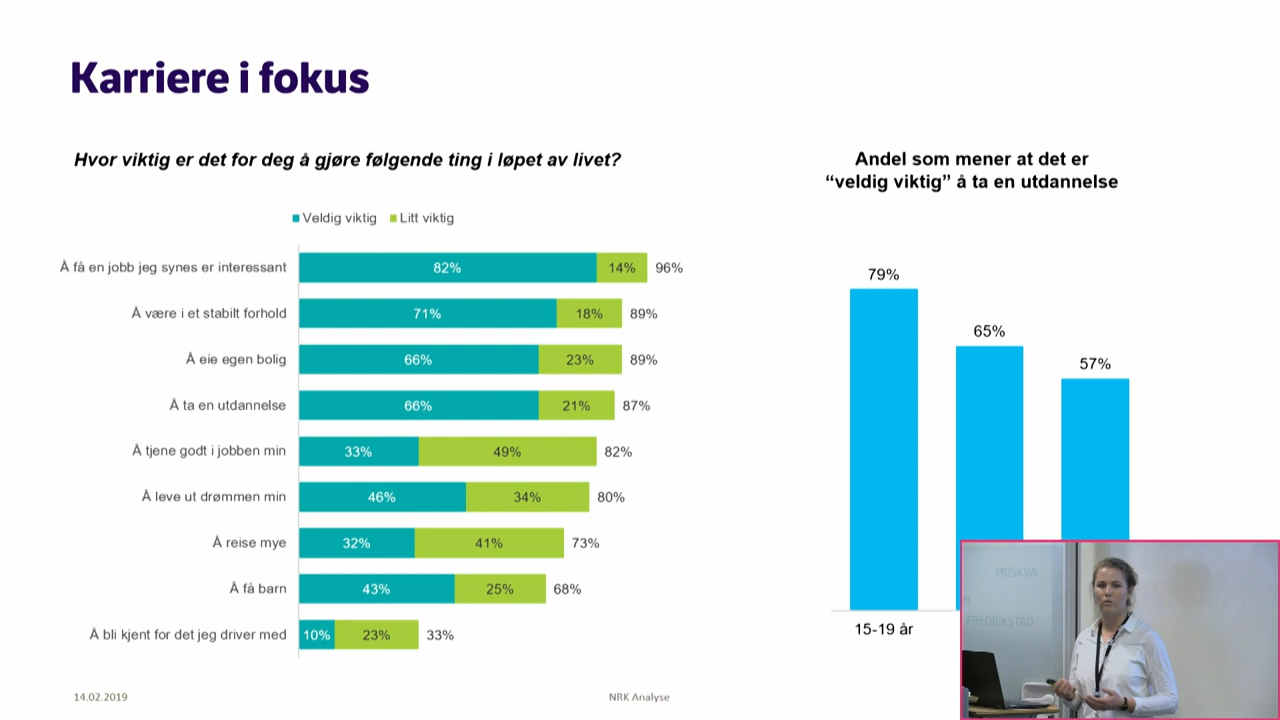 Karriere i fokus
Hvor viktig er det for deg å gjøre følgende ting i løpet av livet?
Veldig viktig Litt viktig
Å få en jobb jeg synes er interessant 82% 14% 96%
Å være i et stabilt forhold 71% 18% 89%
Å eie egen bolig 66% 23% 89%
Å ta en utdannelse 66% 21% 87%
Å tjene godt i jobben min 33% 49% 82%
Å leve ut drømmen min 46% 34% 80%
Å reise mye 32% 41% 73%
Å få barn 43% 25% 68%
Å bli kjent for det jeg driver med 10% 23% 33%
Andel som mener at det er
“veldig viktig” å ta en utdannelse
79%
65%
57%
15-19 år
MOSKVA
M
FREDRIKSTAD
14.02.2019
NRK Analyse